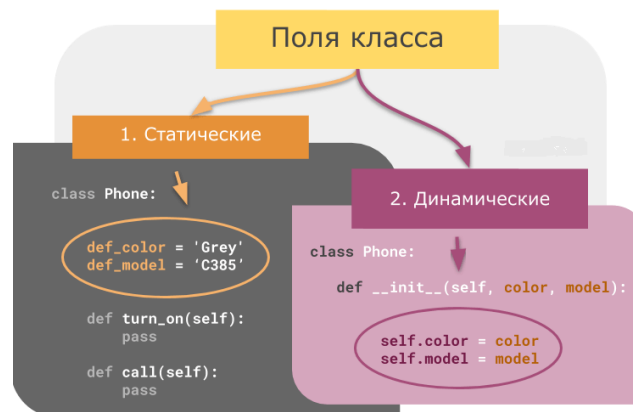 Поля класса
1. Статические
class Phone:
def_color = 'Grey'
def_model = ‘C385’
def turn_on(self):
pass
def call(self):
pass
2. Динамические
class Phone:
def __init__(self, color, model):
self.color = color
self.model = model